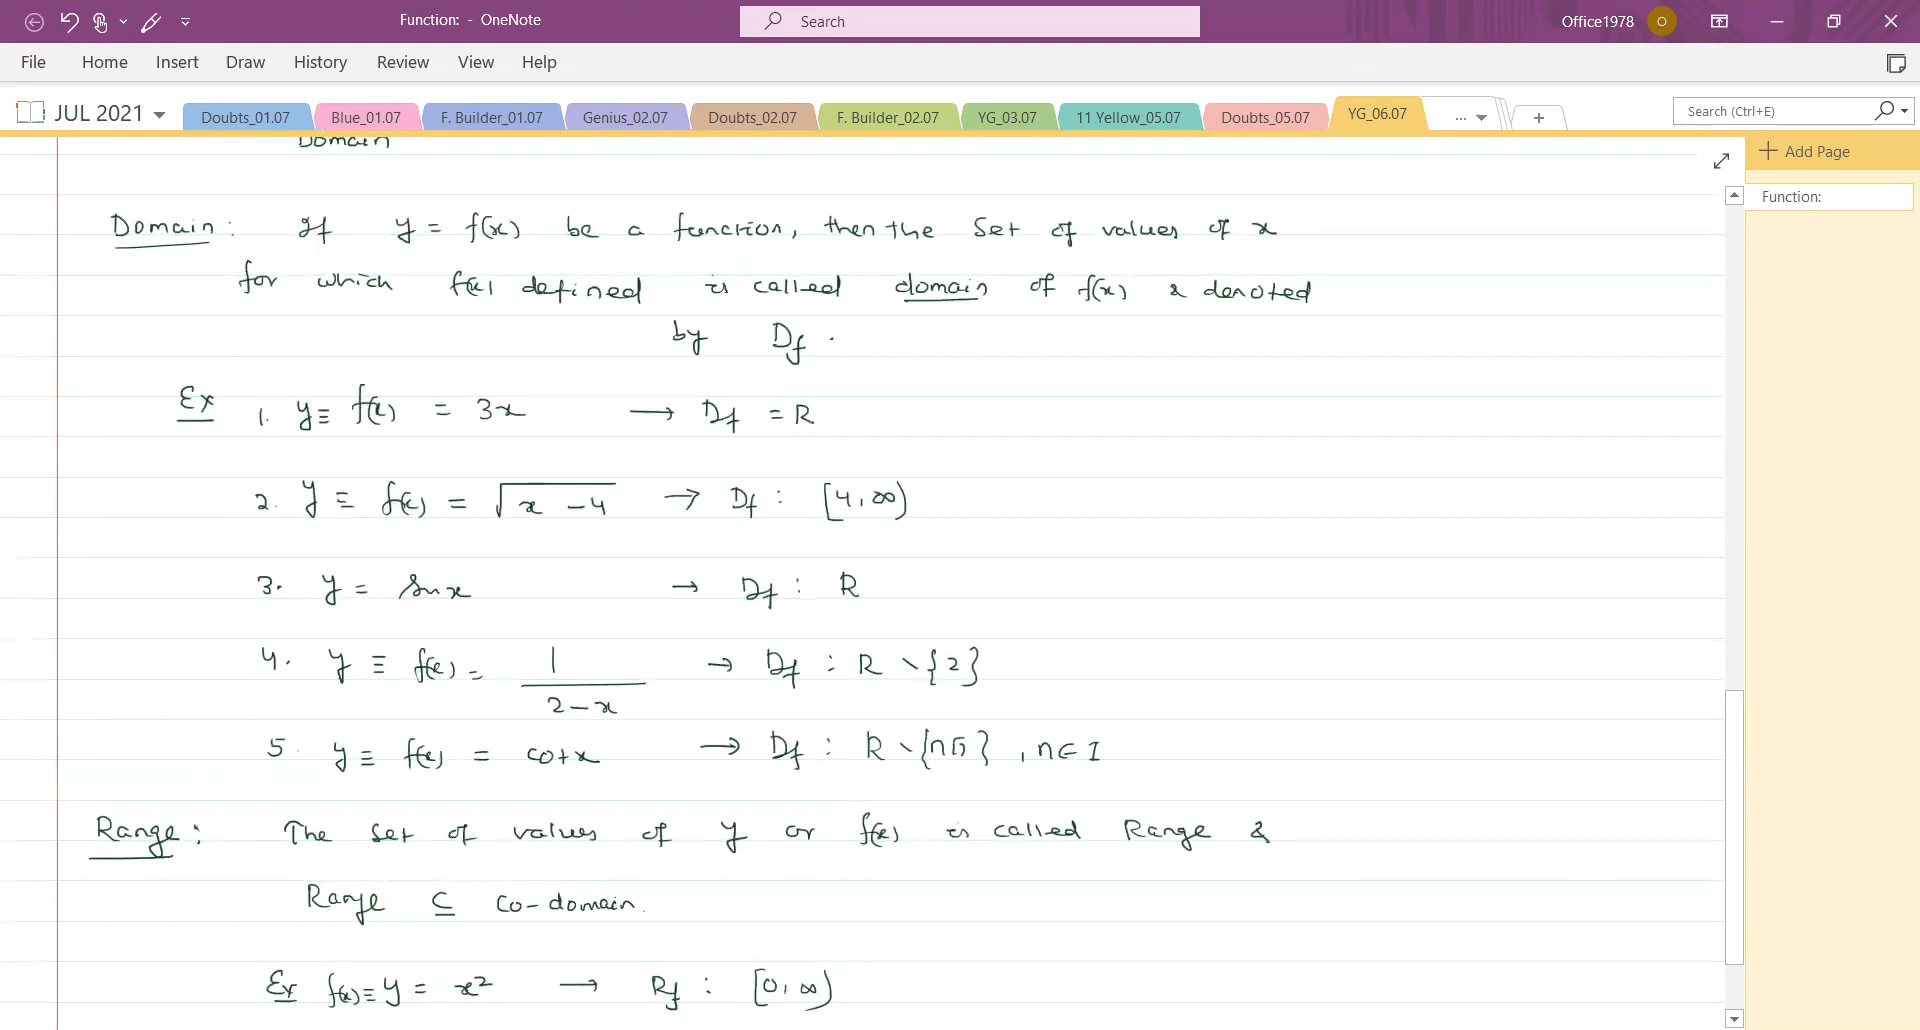 Function: - OneNote
Search
Office1978
O
File Home Insert Draw History Review View Help
JUL 2021
Doubts_01.07
Blue_01.07
F. Builder_01.07
Genius_02.07
Doubts_02.07
F. Builder_02.07
YG_03.07
11 Yellow_05.07
Doubts_05.07
YG_06.07
...
+
Search (Ctrl+E)
Add Page
Function:
Domain
Domain: If y = f(x) be a function, then the Set of values of x
for which f(x) defined is called domain of f(x) & denoted
by Df.
Ex 1. y ≡ f(x) = 3x → Df = R
2. y ≡ f(x) = √(x - 4) → Df : [4, ∞)
3. y = sinx → Df : R
4. y ≡ f(x) = 1/(2-x) → Df : R \ {2}
5. y ≡ f(x) = cotx → Df : R \ {nπ}, n∈I
Range: The set of values of y or f(x) is called Range &
Range ⊆ co-domain.
Ex f(x) ≡ y = x² → Rf : [0, ∞)